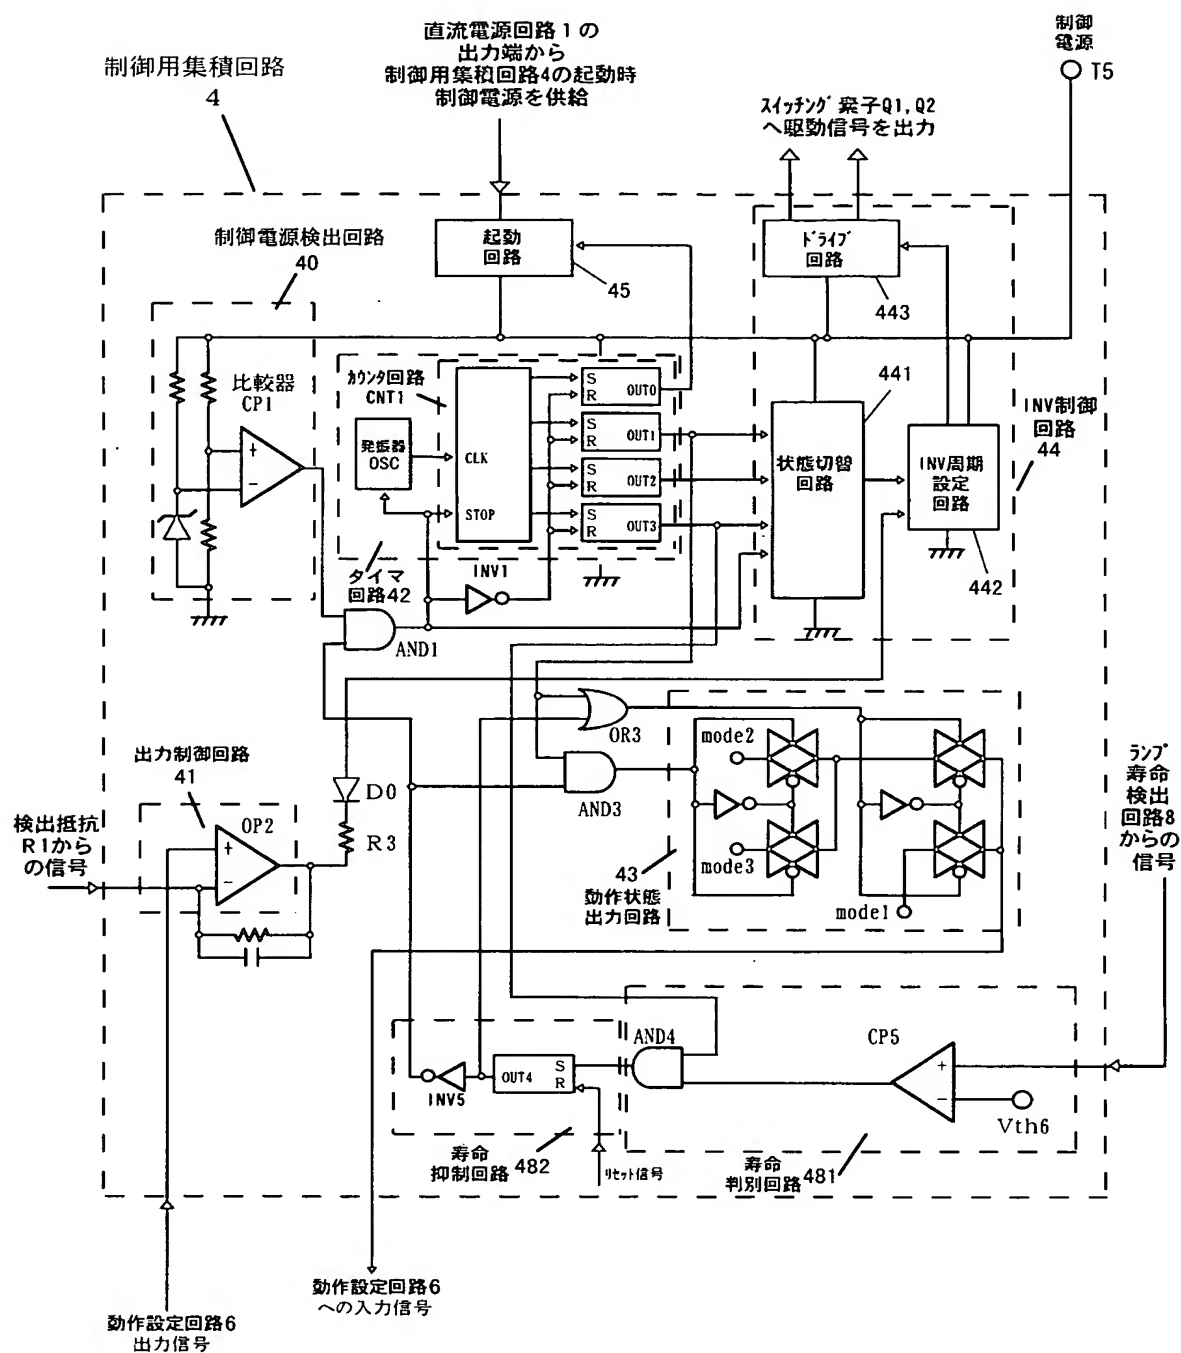 直流電源回路1の
出力端から
制御用集積回路4の起動時
制御電源を供給
制御
電源
T5
制御用集積回路
4
スイッチング素子Q1,Q2
へ駆動信号を出力
制御電源検出回路
40
起動
回路
45
ドライブ
回路
443
比較器
CP1
+
−
カウンタ回路
CNT1
発振器
OSC
CLK
STOP
S
R
OUT0
S
R
OUT1
S
R
OUT2
S
R
OUT3
タイマ
回路42
INV1
AND1
441
状態切替
回路
INV周期
設定
回路
442
INV制御
回路
44
出力制御回路
41
OP2
+
−
D0
R3
検出抵抗
R1から
の信号
OR3
AND3
mode2
mode3
mode1
43
動作状態
出力回路
ランプ
寿命
検出
回路8
からの
信号
AND4
CP5
+
−
Vth6
INV5
OUT4
S
R
寿命
抑制回路
482
リセット信号
寿命
判別回路
481
動作設定回路6
への入力信号
動作設定回路6
出力信号